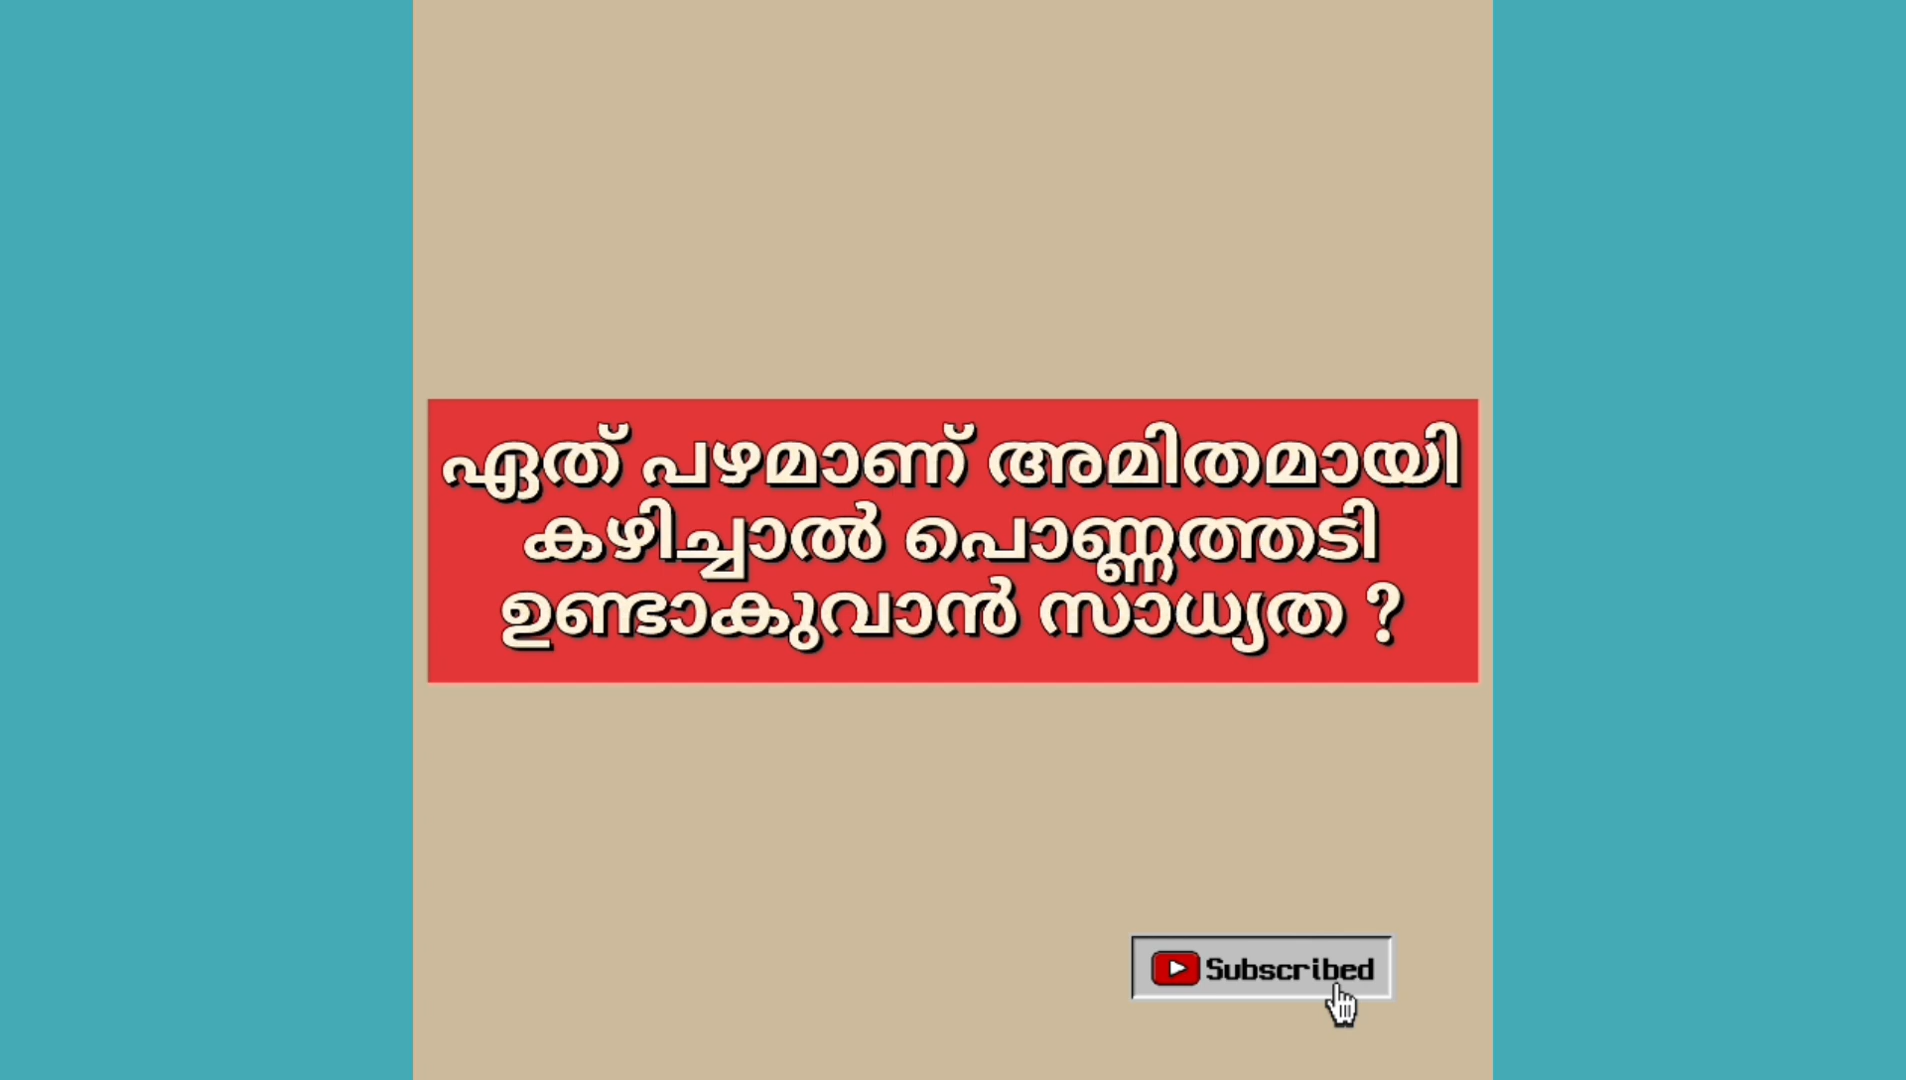 ഏത് പഴമാണ് അമിതമായി
കഴിച്ചാൽ പൊണ്ണത്തടി
ഉണ്ടാകുവാൻ സാധ്യത ?
Subscribed